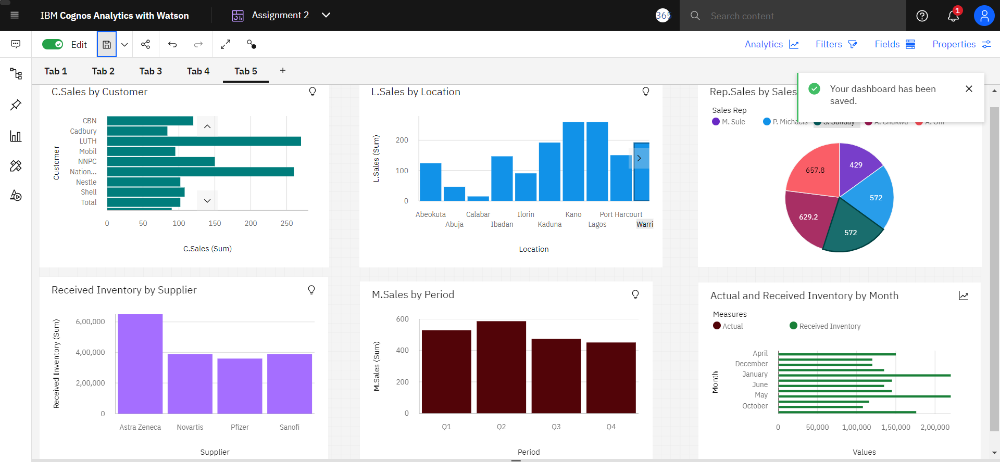 IBM Cognos Analytics with Watson
Assignment 2
365
Search content
1
Edit
Analytics
Filters
Fields
Properties
Tab 1
Tab 2
Tab 3
Tab 4
Tab 5
+
Your dashboard has been
saved.
C.Sales by Customer
Customer
CBN
Cadbury
LUTH
Mobil
NNPC
Nation...
Nestle
Shell
Total
0 50 100 150 200 250
C.Sales (Sum)
L.Sales by Location
L.Sales (Sum)
200
100
0
Abeokuta Calabar Ilorin Kano Port Harcourt
Abuja Ibadan Kaduna Lagos Warri
Location
Rep.Sales by Sales
Sales Rep
M. Sule P. Michaels S. Sunday A. Chukwu
429
572
572
629.2
657.8
Received Inventory by Supplier
Received Inventory (Sum)
6,00,000
4,00,000
2,00,000
0
Astra Zeneca Novartis Pfizer Sanofi
Supplier
M.Sales by Period
M.Sales (Sum)
600
400
200
0
Q1 Q2 Q3 Q4
Period
Actual and Received Inventory by Month
Measures
Actual Received Inventory
Month
April
December
January
June
May
October
0 50,000 1,00,000 1,50,000 2,00,000
Values